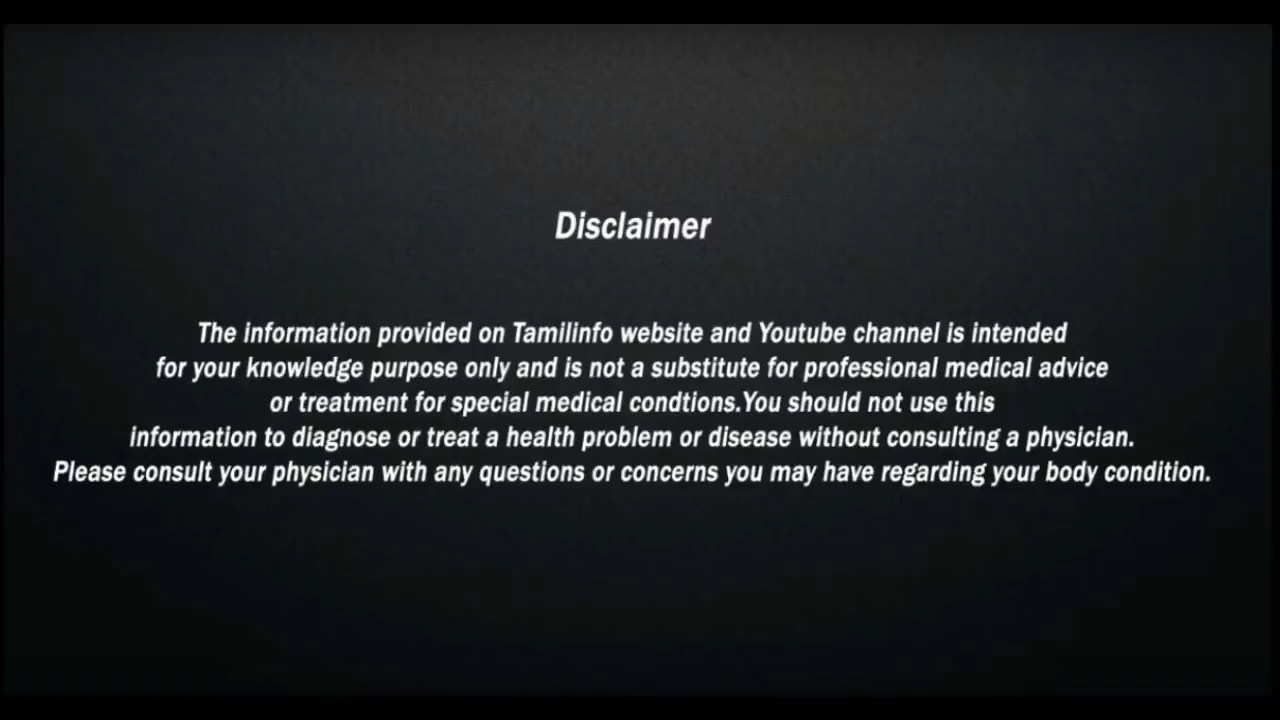 Disclaimer
The information provided on Tamilinfo website and Youtube channel is intended
for your knowledge purpose only and is not a substitute for professional medical advice
or treatment for special medical condtions.You should not use this
information to diagnose or treat a health problem or disease without consulting a physician.
Please consult your physician with any questions or concerns you may have regarding your body condition.